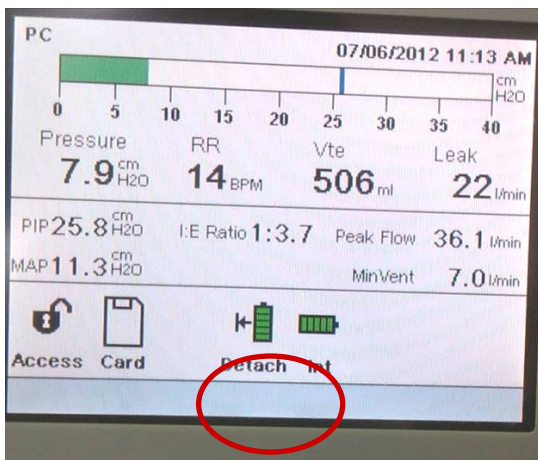 PC
07/06/2012 11:13 AM
cm
H2O
0 5 10 15 20 25 30 35 40
Pressure RR Vte Leak
7.9 cm H2O 14 BPM 506 ml 22 l/min
PIP 25.8 cm H2O I:E Ratio 1:3.7 Peak Flow 36.1 l/min
MAP 11.3 cm H2O MinVent 7.0 l/min
Access Card Detach Int